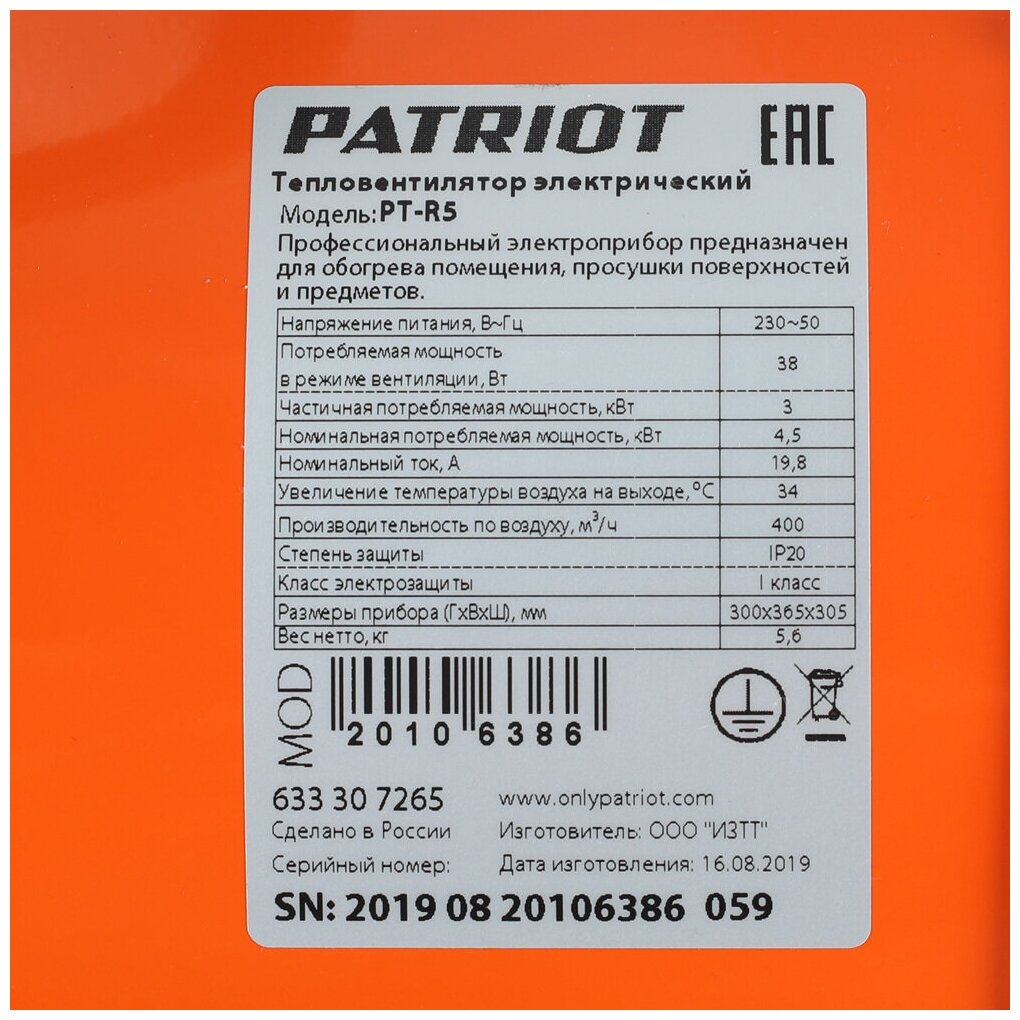 PATRIOT
EAC
Тепловентилятор электрический
Модель: PT-R5
Профессиональный электроприбор предназначен
для обогрева помещения, просушки поверхностей
и предметов.
Напряжение питания, В~Гц 230~50
Потребляемая мощность
в режиме вентиляции, Вт 38
Частичная потребляемая мощность, кВт 3
Номинальная потребляемая мощность, кВт 4,5
Номинальный ток, А 19,8
Увеличение температуры воздуха на выходе, °С 34
Производительность по воздуху, м³/ч 400
Степень защиты IP20
Класс электрозащиты I класс
Размеры прибора (ГхВхШ), мм 300х365х305
Вес нетто, кг 5,6
MOD
2010 6386
633 30 7265 www.onlypatriot.com
Сделано в России Изготовитель: ООО "ИЗТТ"
Серийный номер: Дата изготовления: 16.08.2019
SN: 2019 08 20106386 059